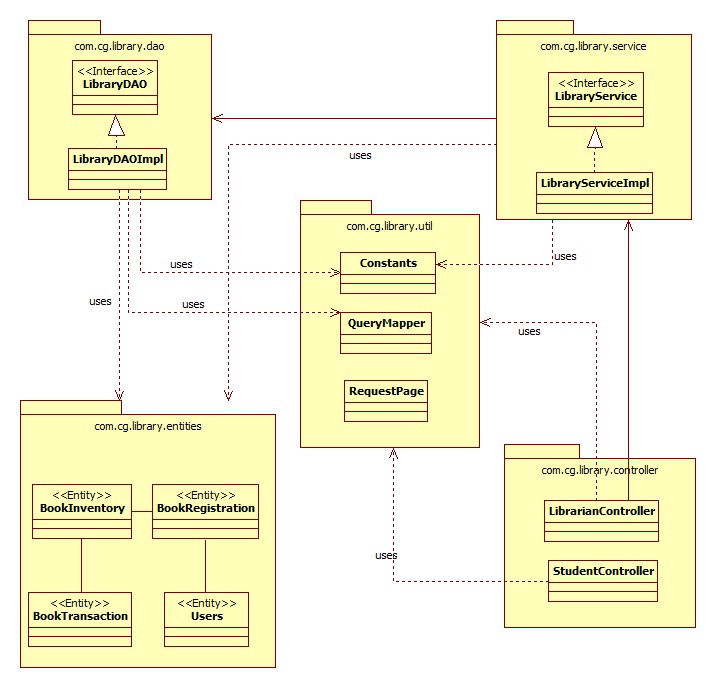 com.cg.library.dao
<<Interface>>
LibraryDAO
LibraryDAOImpl
com.cg.library.service
<<Interface>>
LibraryService
LibraryServiceImpl
uses
com.cg.library.util
Constants
QueryMapper
RequestPage
uses
uses
uses
uses
uses
uses
com.cg.library.entities
<<Entity>>
BookInventory
<<Entity>>
BookRegistration
<<Entity>>
BookTransaction
<<Entity>>
Users
com.cg.library.controller
LibrarianController
StudentController